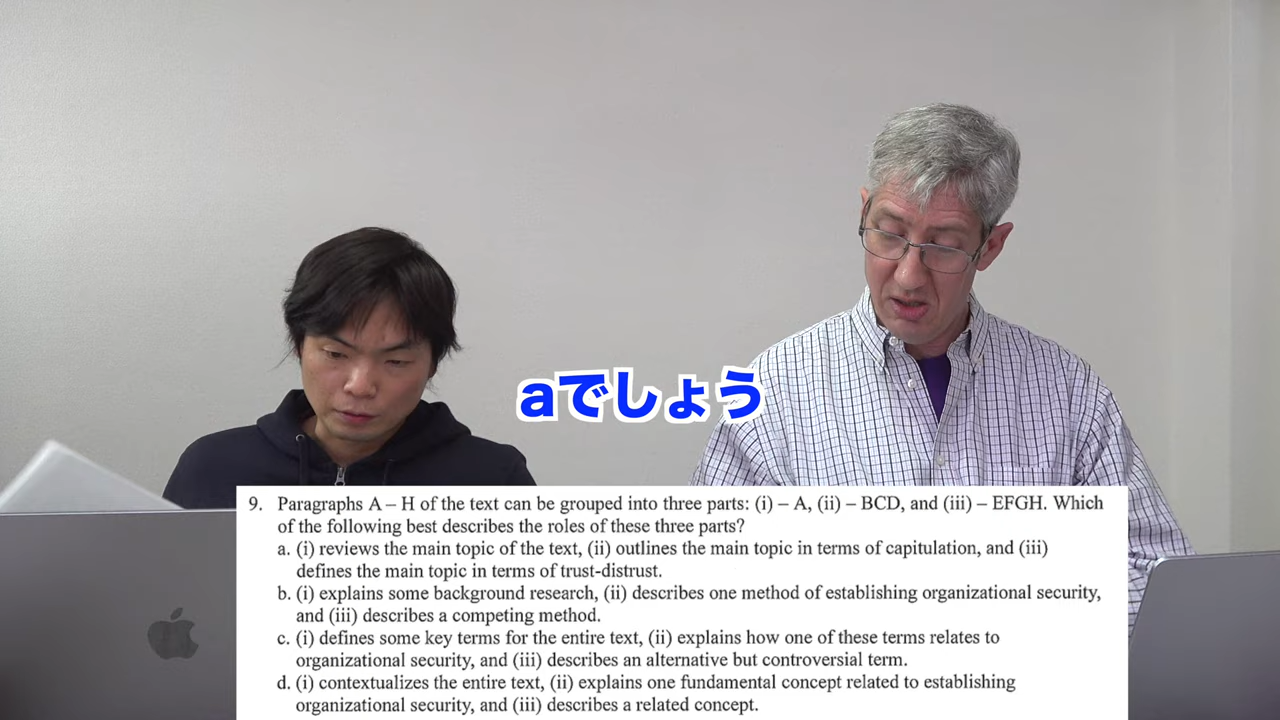 aでしょう
9. Paragraphs A – H of the text can be grouped into three parts: (i) – A, (ii) – BCD, and (iii) – EFGH. Which
of the following best describes the roles of these three parts?
a. (i) reviews the main topic of the text, (ii) outlines the main topic in terms of capitulation, and (iii)
defines the main topic in terms of trust-distrust.
b. (i) explains some background research, (ii) describes one method of establishing organizational security,
and (iii) describes a competing method.
c. (i) defines some key terms for the entire text, (ii) explains how one of these terms relates to
organizational security, and (iii) describes an alternative but controversial term.
d. (i) contextualizes the entire text, (ii) explains one fundamental concept related to establishing
organizational security, and (iii) describes a related concept.